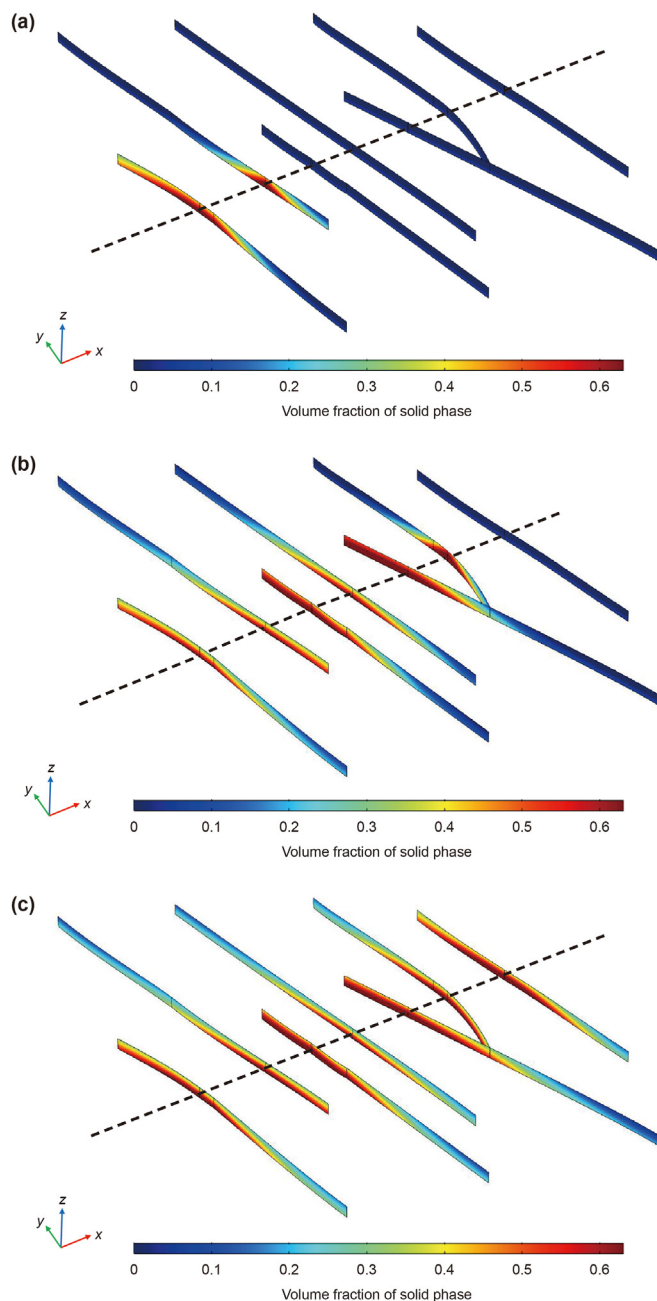 (a)
z
y
x
0 0.1 0.2 0.3 0.4 0.5 0.6
Volume fraction of solid phase
(b)
z
y
x
0 0.1 0.2 0.3 0.4 0.5 0.6
Volume fraction of solid phase
(c)
z
y
x
0 0.1 0.2 0.3 0.4 0.5 0.6
Volume fraction of solid phase